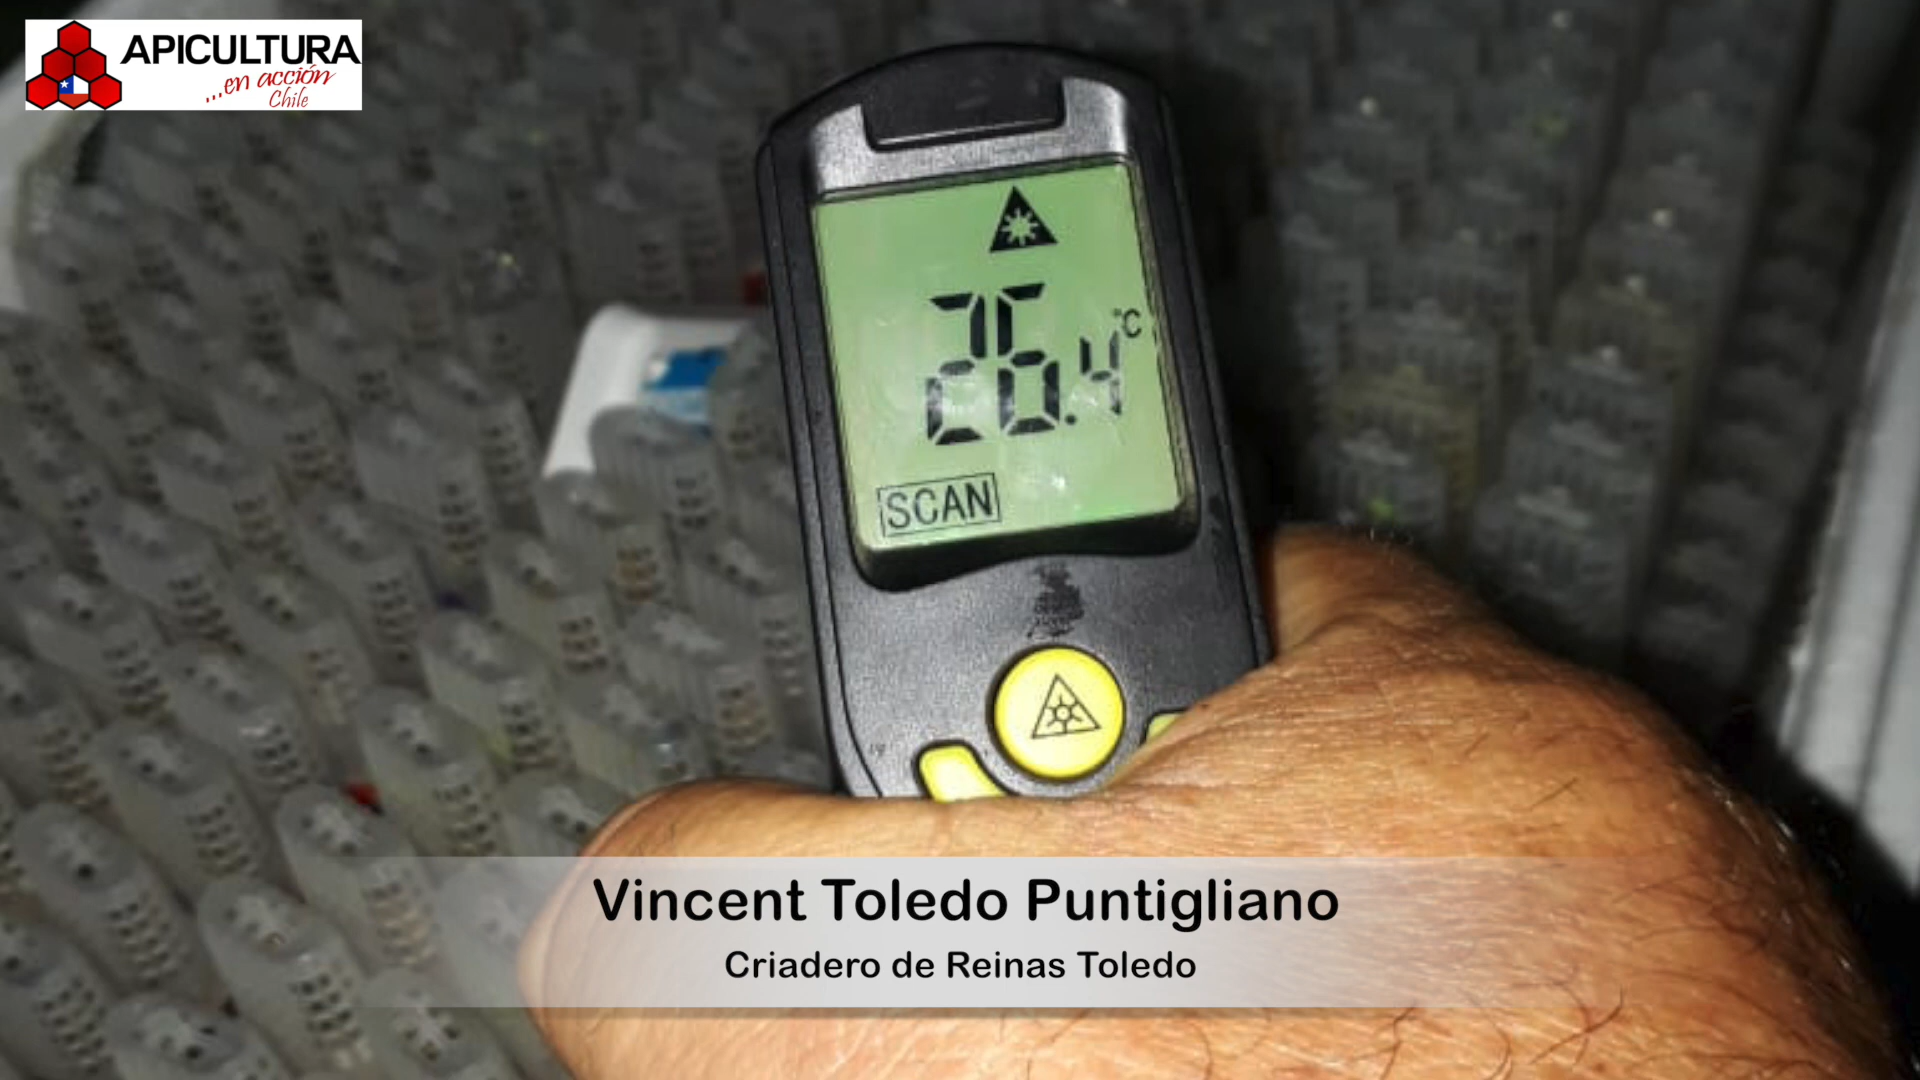 APICULTURA
...en acción
Chile
26.4 °C
SCAN
Vincent Toledo Puntigliano
Criadero de Reinas Toledo